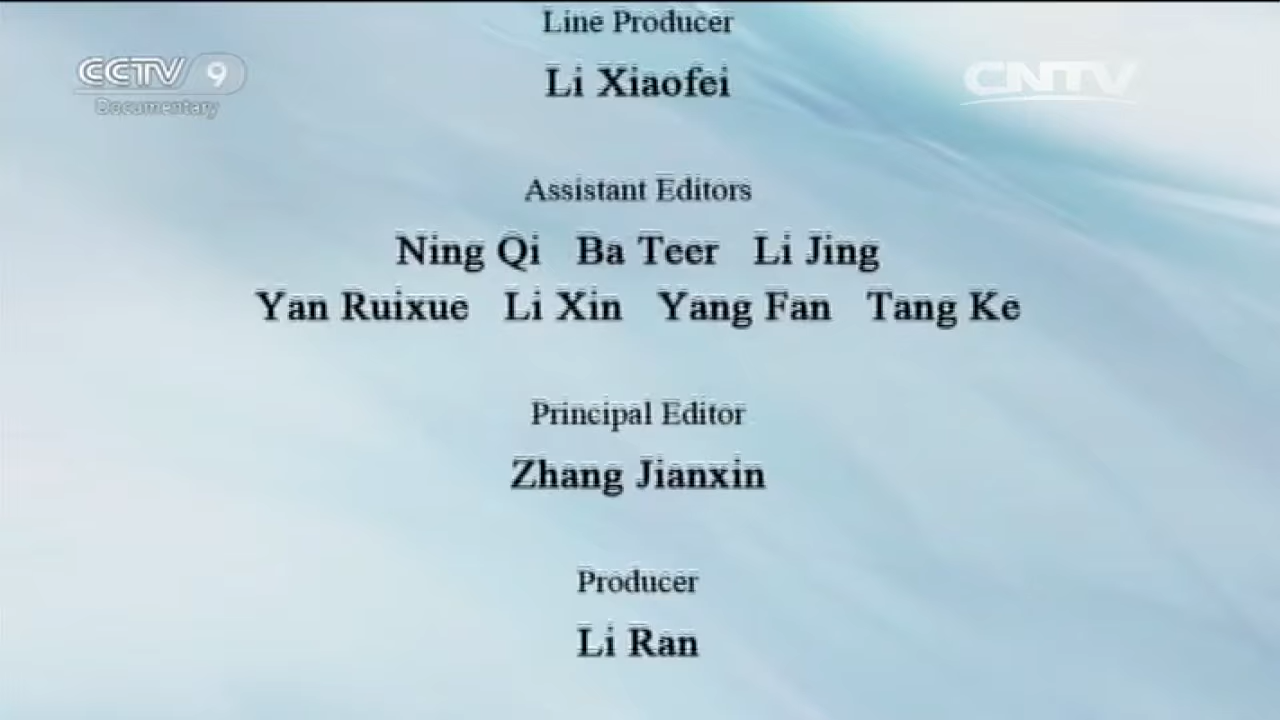 Line Producer
CCTV 9
Documentary
CNTV
Li Xiaofei
Assistant Editors
Ning Qi Ba Teer Li Jing
Yan Ruixue Li Xin Yang Fan Tang Ke
Principal Editor
Zhang Jianxin
Producer
Li Ran